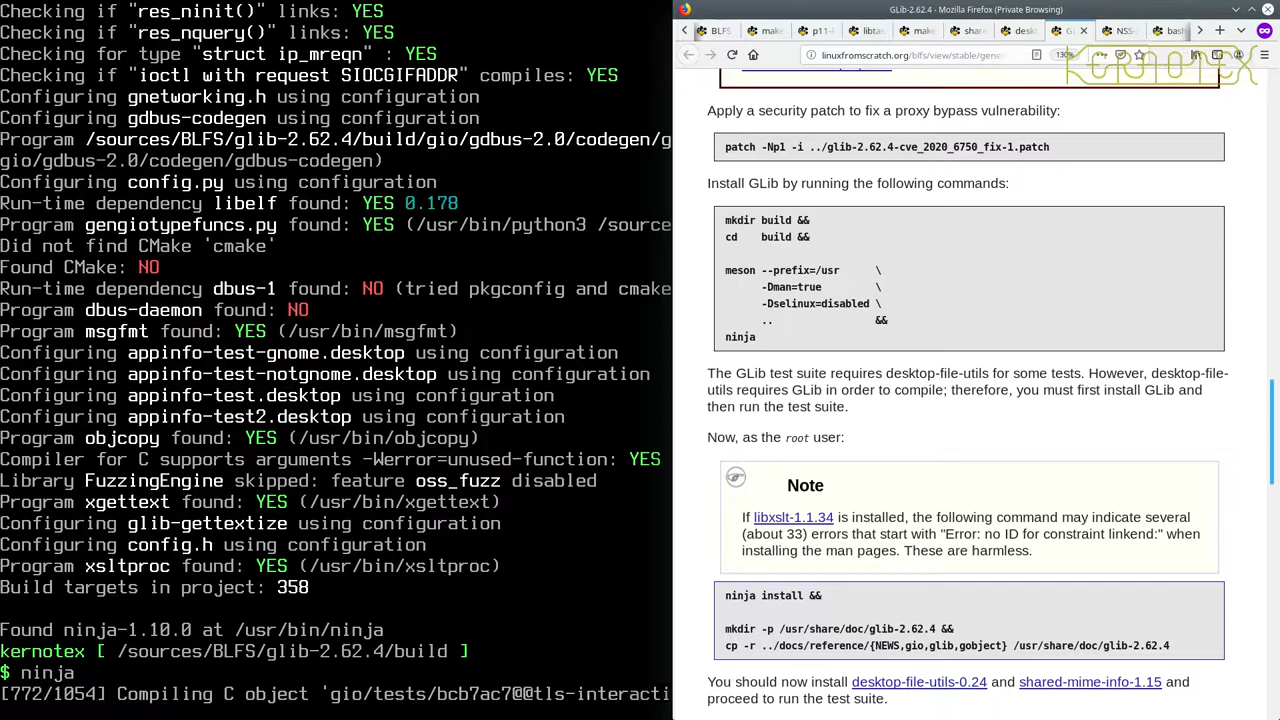 Checking if "res_ninit()" links: YES
Checking if "res_nquery()" links: YES
Checking for type "struct ip_mreqn" : YES
Checking if "ioctl with request SIOCGIFADDR" compiles: YES
Configuring gnetworking.h using configuration
Configuring gdbus-codegen using configuration
Program /sources/BLFS/glib-2.62.4/build/gio/gdbus-2.0/codegen/g
gio/gdbus-2.0/codegen/gdbus-codegen)
Configuring config.py using configuration
Run-time dependency libelf found: YES 0.178
Program gengiotypefuncs.py found: YES (/usr/bin/python3 /source
Did not find CMake 'cmake'
Found CMake: NO
Run-time dependency dbus-1 found: NO (tried pkgconfig and cmake
Program dbus-daemon found: NO
Program msgfmt found: YES (/usr/bin/msgfmt)
Configuring appinfo-test-gnome.desktop using configuration
Configuring appinfo-test-notgnome.desktop using configuration
Configuring appinfo-test.desktop using configuration
Configuring appinfo-test2.desktop using configuration
Program objcopy found: YES (/usr/bin/objcopy)
Compiler for C supports arguments -Werror=unused-function: YES
Library FuzzingEngine skipped: feature oss_fuzz disabled
Program xgettext found: YES (/usr/bin/xgettext)
Configuring glib-gettextize using configuration
Configuring config.h using configuration
Program xsltproc found: YES (/usr/bin/xsltproc)
Build targets in project: 358
Found ninja-1.10.0 at /usr/bin/ninja
kernotex [ /sources/BLFS/glib-2.62.4/build ]
$ ninja
[772/1054] Compiling C object 'gio/tests/bcb7ac7@@tls-interacti
GLib-2.62.4 - Mozilla Firefox (Private Browsing)
BLFS make p11-k libtas make share deskt GL NSS- bash
linuxfromscratch.org/blfs/view/stable/gener 130%
KERNOTEX
Apply a security patch to fix a proxy bypass vulnerability:
patch -Np1 -i ../glib-2.62.4-cve_2020_6750_fix-1.patch
Install GLib by running the following commands:
mkdir build &&
cd    build &&
meson --prefix=/usr      \
      -Dman=true         \
      -Dselinux=disabled \
      ..                 &&
ninja
The GLib test suite requires desktop-file-utils for some tests. However, desktop-file-
utils requires GLib in order to compile; therefore, you must first install GLib and
then run the test suite.
Now, as the root user:
Note
If libxslt-1.1.34 is installed, the following command may indicate several
(about 33) errors that start with "Error: no ID for constraint linkend:" when
installing the man pages. These are harmless.
ninja install &&
mkdir -p /usr/share/doc/glib-2.62.4 &&
cp -r ../docs/reference/{NEWS,gio,glib,gobject} /usr/share/doc/glib-2.62.4
You should now install desktop-file-utils-0.24 and shared-mime-info-1.15 and
proceed to run the test suite.